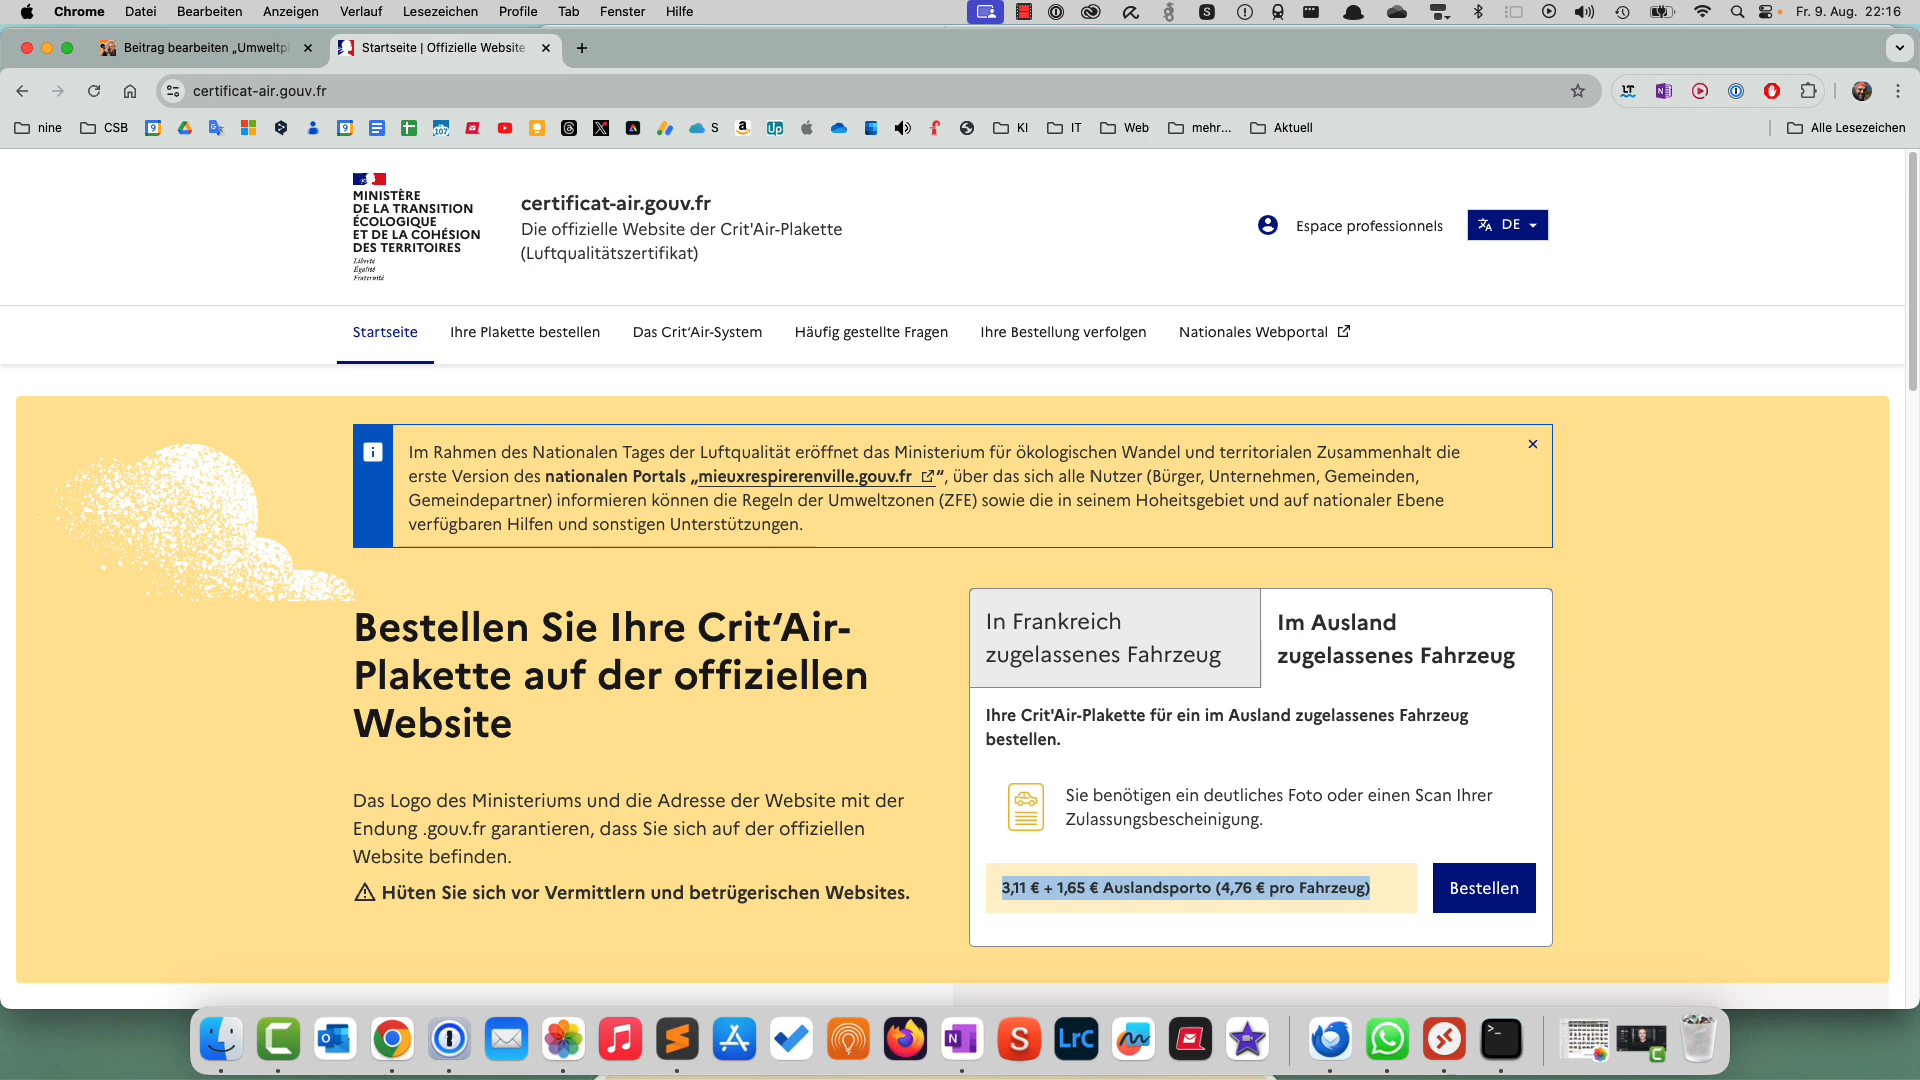 Chrome Datei Bearbeiten Anzeigen Verlauf Lesezeichen Profile Tab Fenster Hilfe Fr. 9. Aug. 22:16
Beitrag bearbeiten „Umweltpl Startseite | Offizielle Website
certificat-air.gouv.fr
nine CSB S KI IT Web mehr... Aktuell Alle Lesezeichen
MINISTÈRE
DE LA TRANSITION
ÉCOLOGIQUE
ET DE LA COHÉSION
DES TERRITOIRES
Liberté
Égalité
Fraternité
certificat-air.gouv.fr
Die offizielle Website der Crit'Air-Plakette
(Luftqualitätszertifikat)
Espace professionnels
DE
Startseite Ihre Plakette bestellen Das Crit‘Air-System Häufig gestellte Fragen Ihre Bestellung verfolgen Nationales Webportal
Im Rahmen des Nationalen Tages der Luftqualität eröffnet das Ministerium für ökologischen Wandel und territorialen Zusammenhalt die
erste Version des nationalen Portals „mieuxrespirerenville.gouv.fr “, über das sich alle Nutzer (Bürger, Unternehmen, Gemeinden,
Gemeindepartner) informieren können die Regeln der Umweltzonen (ZFE) sowie die in seinem Hoheitsgebiet und auf nationaler Ebene
verfügbaren Hilfen und sonstigen Unterstützungen.
Bestellen Sie Ihre Crit‘Air-
Plakette auf der offiziellen
Website
Das Logo des Ministeriums und die Adresse der Website mit der
Endung .gouv.fr garantieren, dass Sie sich auf der offiziellen
Website befinden.
Hüten Sie sich vor Vermittlern und betrügerischen Websites.
In Frankreich
zugelassenes Fahrzeug
Im Ausland
zugelassenes Fahrzeug
Ihre Crit'Air-Plakette für ein im Ausland zugelassenes Fahrzeug
bestellen.
Sie benötigen ein deutliches Foto oder einen Scan Ihrer
Zulassungsbescheinigung.
3,11 € + 1,65 € Auslandsporto (4,76 € pro Fahrzeug)
Bestellen
LrC